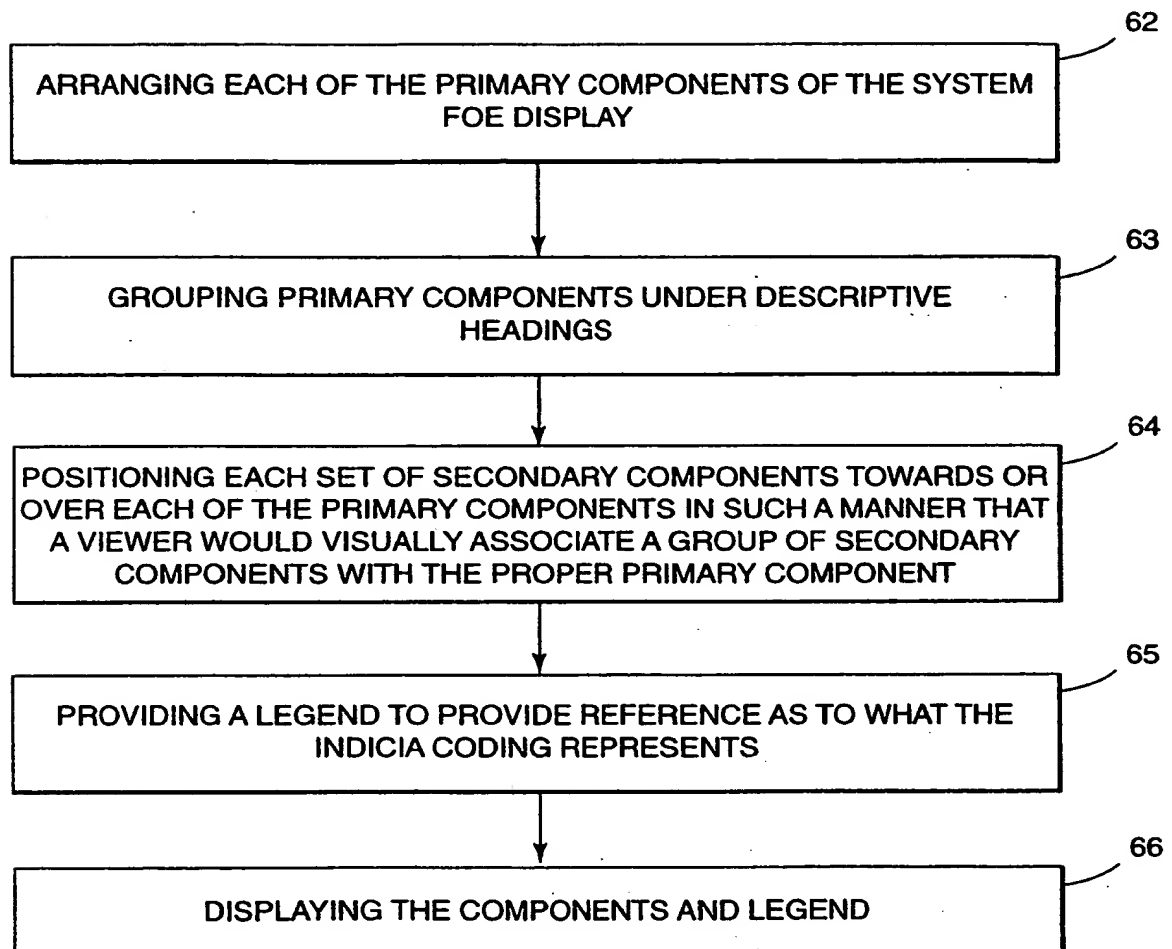 62
ARRANGING EACH OF THE PRIMARY COMPONENTS OF THE SYSTEM
FOE DISPLAY
63
GROUPING PRIMARY COMPONENTS UNDER DESCRIPTIVE
HEADINGS
64
POSITIONING EACH SET OF SECONDARY COMPONENTS TOWARDS OR
OVER EACH OF THE PRIMARY COMPONENTS IN SUCH A MANNER THAT
A VIEWER WOULD VISUALLY ASSOCIATE A GROUP OF SECONDARY
COMPONENTS WITH THE PROPER PRIMARY COMPONENT
65
PROVIDING A LEGEND TO PROVIDE REFERENCE AS TO WHAT THE
INDICIA CODING REPRESENTS
66
DISPLAYING THE COMPONENTS AND LEGEND